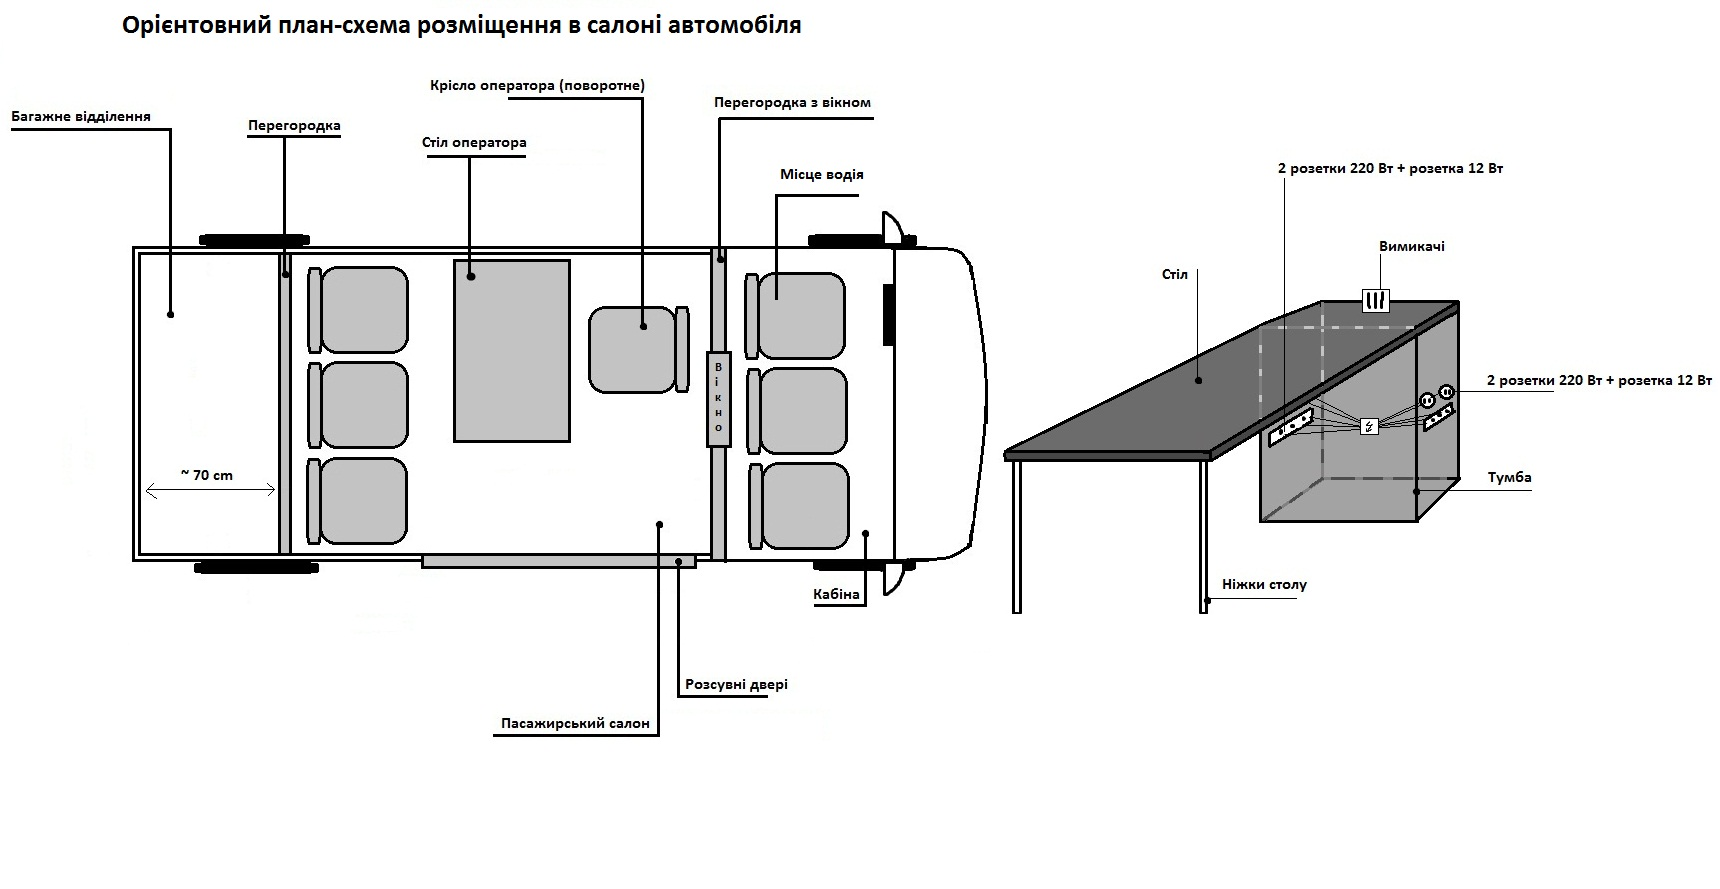 Орієнтовний план-схема розміщення в салоні автомобіля
Крісло оператора (поворотне)
Перегородка з вікном
Багажне відділення
Перегородка
Стіл оператора
Місце водія
2 розетки 220 Вт + розетка 12 Вт
Вимикачі
Стіл
Вікно
2 розетки 220 Вт + розетка 12 Вт
~ 70 cm
Тумба
Кабіна
Ніжки столу
Розсувні двері
Пасажирський салон